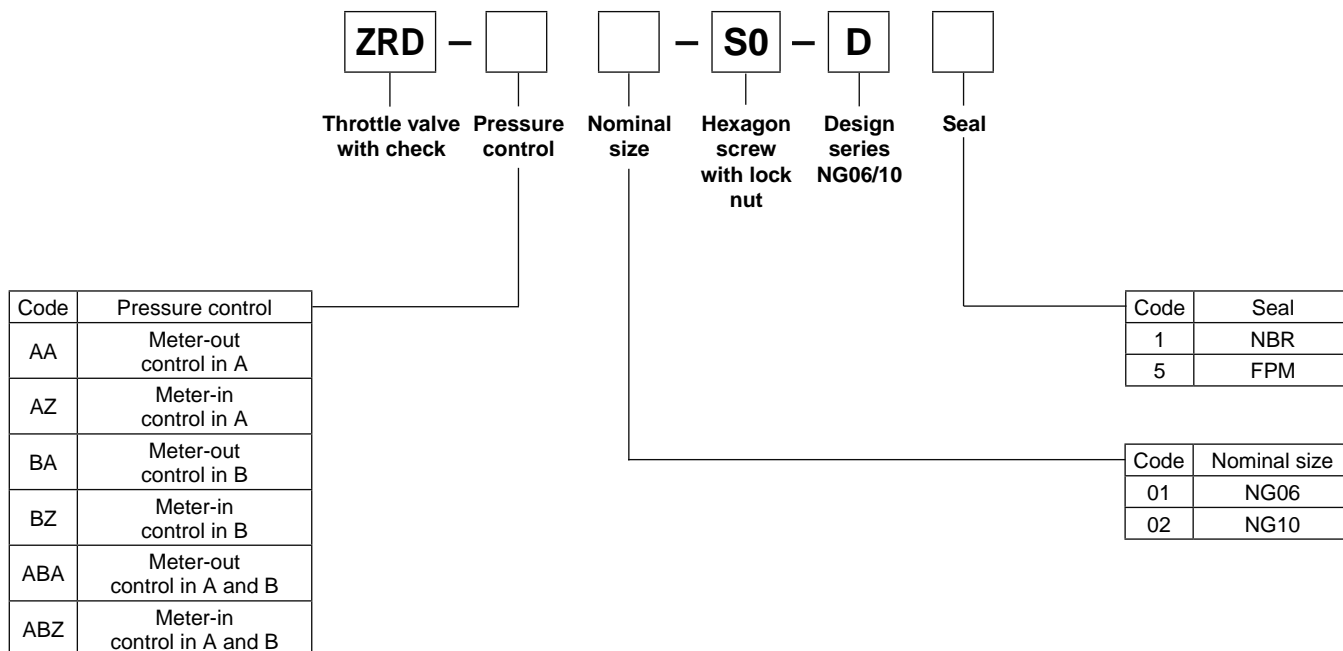 ZRD – – S0 – D
Throttle valve
with check
Pressure
control
Nominal
size
Hexagon
screw
with lock
nut
Design
series
NG06/10
Seal
Code Pressure control
AA Meter-out
control in A
AZ Meter-in
control in A
BA Meter-out
control in B
BZ Meter-in
control in B
ABA Meter-out
control in A and B
ABZ Meter-in
control in A and B
Code Seal
1 NBR
5 FPM
Code Nominal size
01 NG06
02 NG10